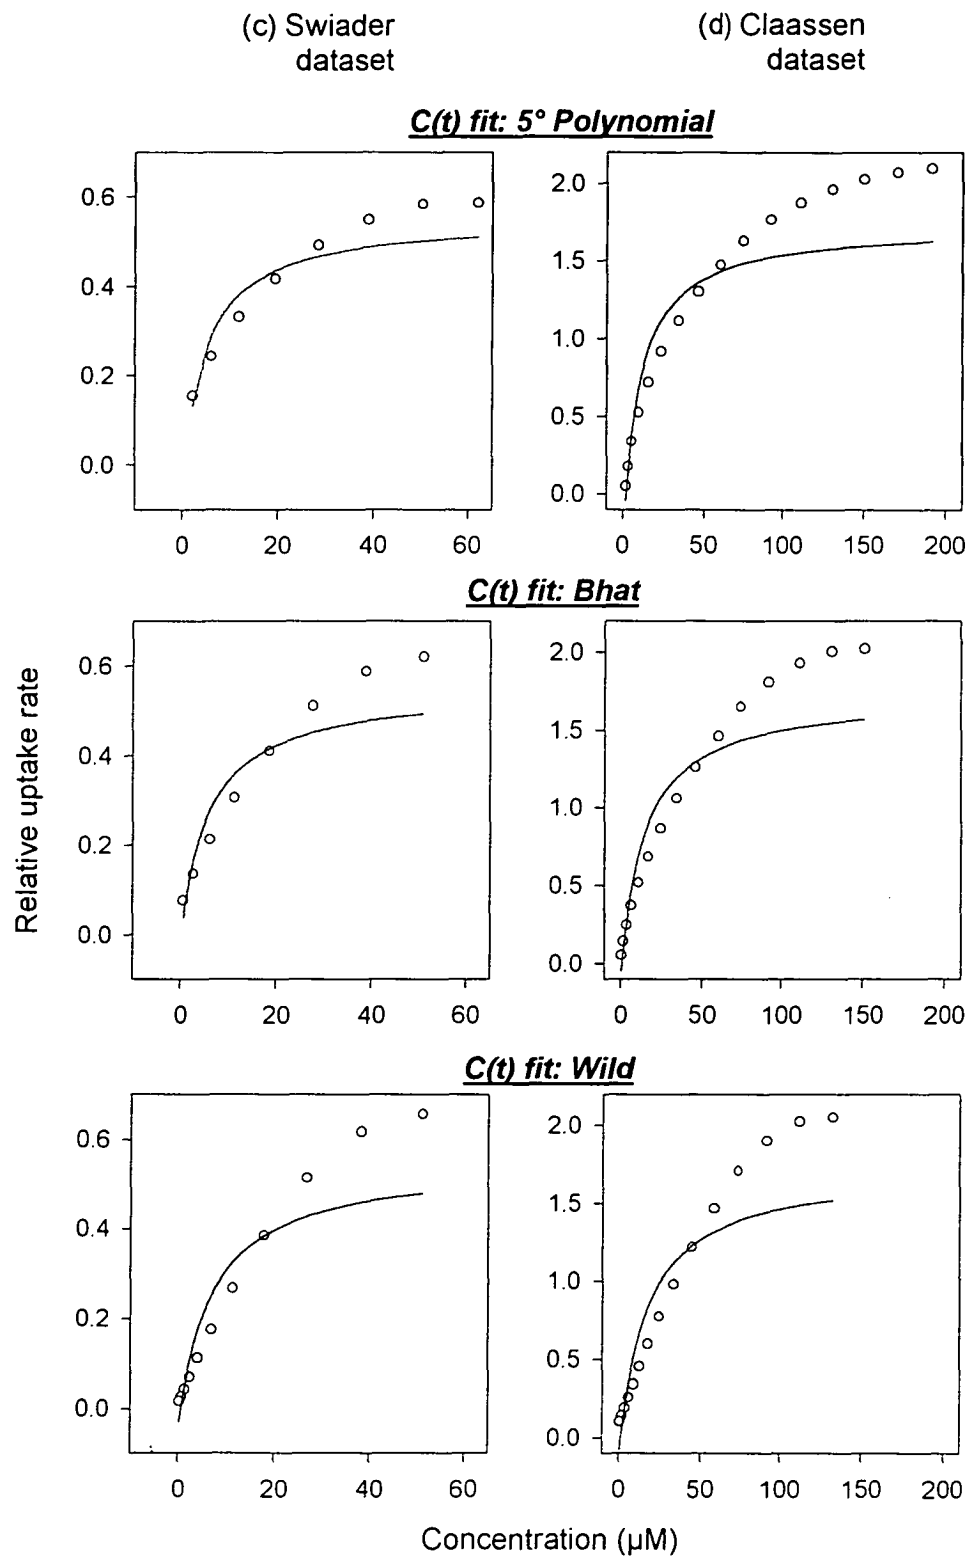 (c) Swiader
dataset
(d) Claassen
dataset
C(t) fit: 5° Polynomial
0.6
0.4
0.2
0.0
0 20 40 60
2.0
1.5
1.0
0.5
0.0
0 50 100 150 200
C(t) fit: Bhat
0.6
0.4
0.2
0.0
0 20 40 60
2.0
1.5
1.0
0.5
0.0
0 50 100 150 200
C(t) fit: Wild
0.6
0.4
0.2
0.0
0 20 40 60
2.0
1.5
1.0
0.5
0.0
0 50 100 150 200
Relative uptake rate
Concentration (µM)